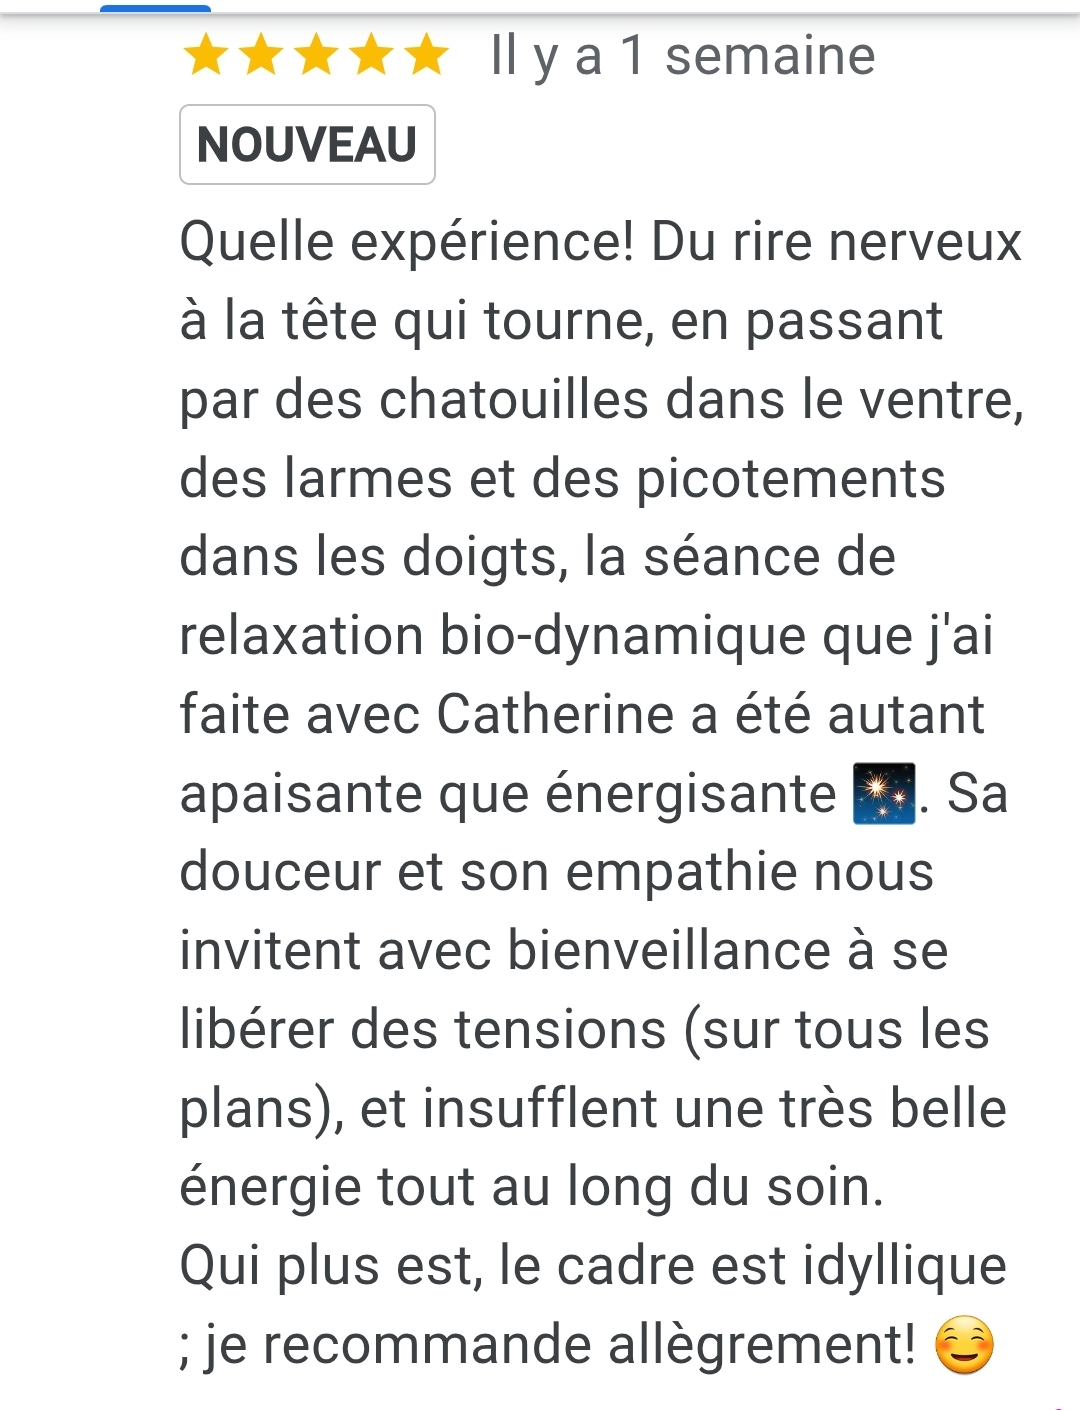 ★★★★★ Il y a 1 semaine
NOUVEAU
Quelle expérience! Du rire nerveux
à la tête qui tourne, en passant
par des chatouilles dans le ventre,
des larmes et des picotements
dans les doigts, la séance de
relaxation bio-dynamique que j'ai
faite avec Catherine a été autant
apaisante que énergisante 🎇. Sa
douceur et son empathie nous
invitent avec bienveillance à se
libérer des tensions (sur tous les
plans), et insufflent une très belle
énergie tout au long du soin.
Qui plus est, le cadre est idyllique
; je recommande allègrement! 😊